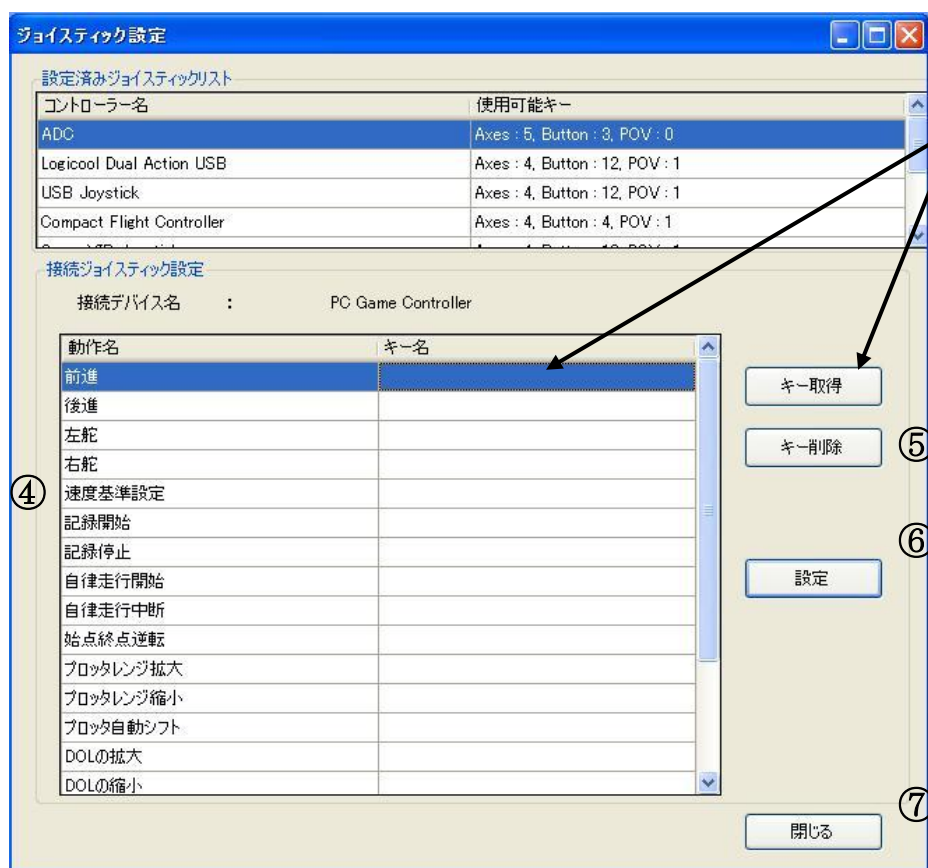 ジョイスティック設定
設定済みジョイスティックリスト
コントローラー名 使用可能キー
ADC Axes : 5, Button : 3, POV : 0
Logicool Dual Action USB Axes : 4, Button : 12, POV : 1
USB Joystick Axes : 4, Button : 12, POV : 1
Compact Flight Controller Axes : 4, Button : 4, POV : 1
接続ジョイスティック設定
接続デバイス名 : PC Game Controller
動作名 キー名
前進
キー取得
後進
左舵
キー削除 ⑤
右舵
④ 速度基準設定
記録開始
⑥
記録停止
自律走行開始 設定
自律走行中断
始点終点逆転
プロッタレンジ拡大
プロッタレンジ縮小
プロッタ自動シフト
DOLの拡大
DOLの縮小
⑦
閉じる